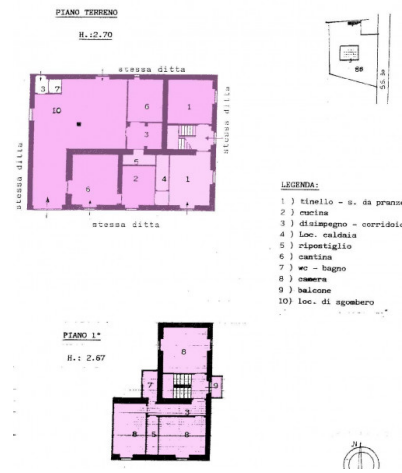 PIANO TERRENO
H.:2.70
stessa ditta
3 7
6
1
10
3
stessa ditta
stessa ditta
6
2
4
1
stessa ditta
LEGENDA:
1 ) tinello - s. da pranzo
2 ) cucina
3 ) disimpegno - corridoio
4 ) Loc. caldaia
5 ) ripostiglio
6 ) cantina
7 ) wc - bagno
8 ) camera
9 ) balcone
10) loc. di sgombero
PIANO 1°
H.: 2.67
8
7
9
3
8
5
8
N